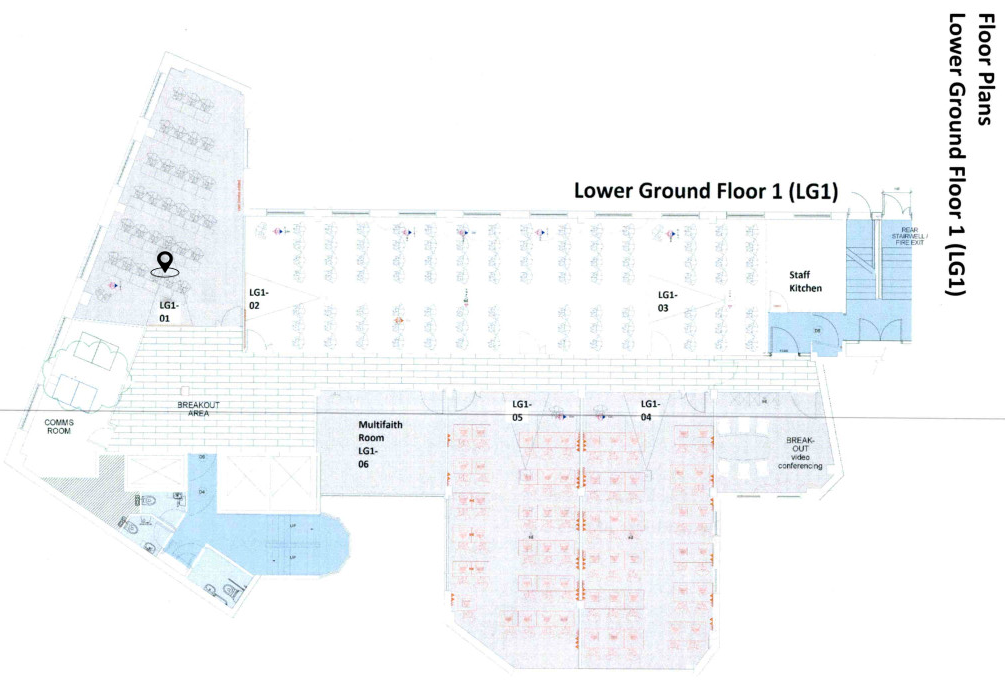 Floor Plans
Lower Ground Floor 1 (LG1)
Lower Ground Floor 1 (LG1)
REAR
STAIRWELL /
FIRE EXIT
Staff
Kitchen
LG1-
01
LG1-
02
LG1-
03
BREAKOUT
AREA
COMMS
ROOM
Multifaith
Room
LG1-
06
LG1-
05
LG1-
04
BREAK-
OUT
video
conferencing
UP
UP